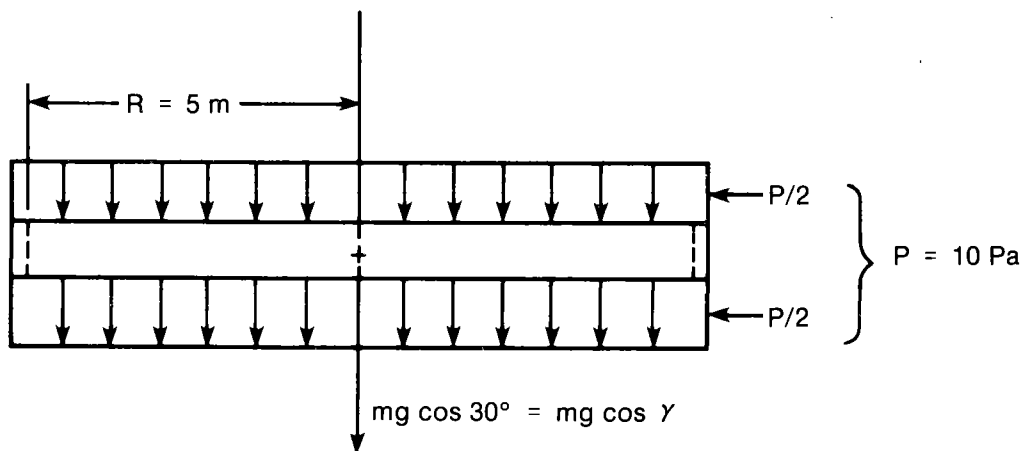 R = 5 m
P/2
P = 10 Pa
P/2
mg cos 30° = mg cos γ